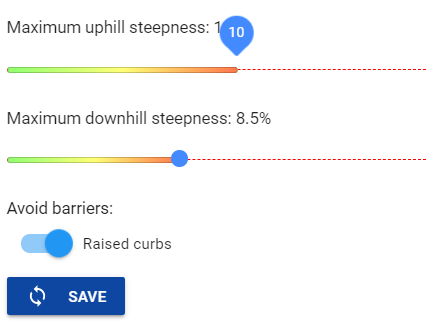 Maximum uphill steepness: 1
10
Maximum downhill steepness: 8.5%
Avoid barriers:
Raised curbs
SAVE